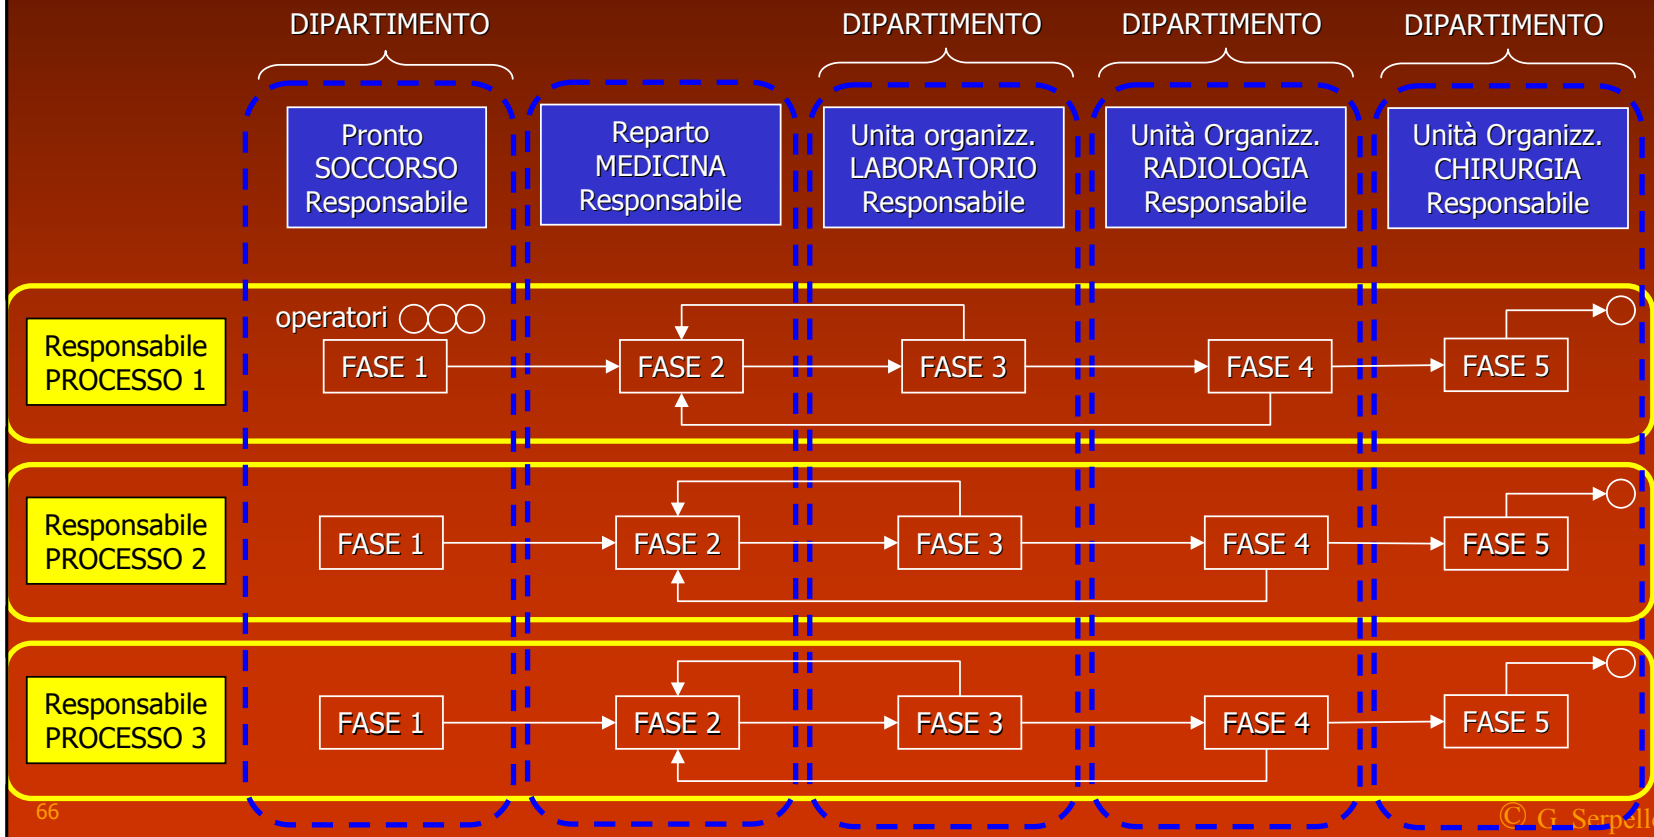 DIPARTIMENTO
DIPARTIMENTO
DIPARTIMENTO
DIPARTIMENTO
Pronto
SOCCORSO
Responsabile
Reparto
MEDICINA
Responsabile
Unita organizz.
LABORATORIO
Responsabile
Unità Organizz.
RADIOLOGIA
Responsabile
Unità Organizz.
CHIRURGIA
Responsabile
operatori
Responsabile
PROCESSO 1
FASE 1
FASE 2
FASE 3
FASE 4
FASE 5
Responsabile
PROCESSO 2
FASE 1
FASE 2
FASE 3
FASE 4
FASE 5
Responsabile
PROCESSO 3
FASE 1
FASE 2
FASE 3
FASE 4
FASE 5
66
© G. Serpell